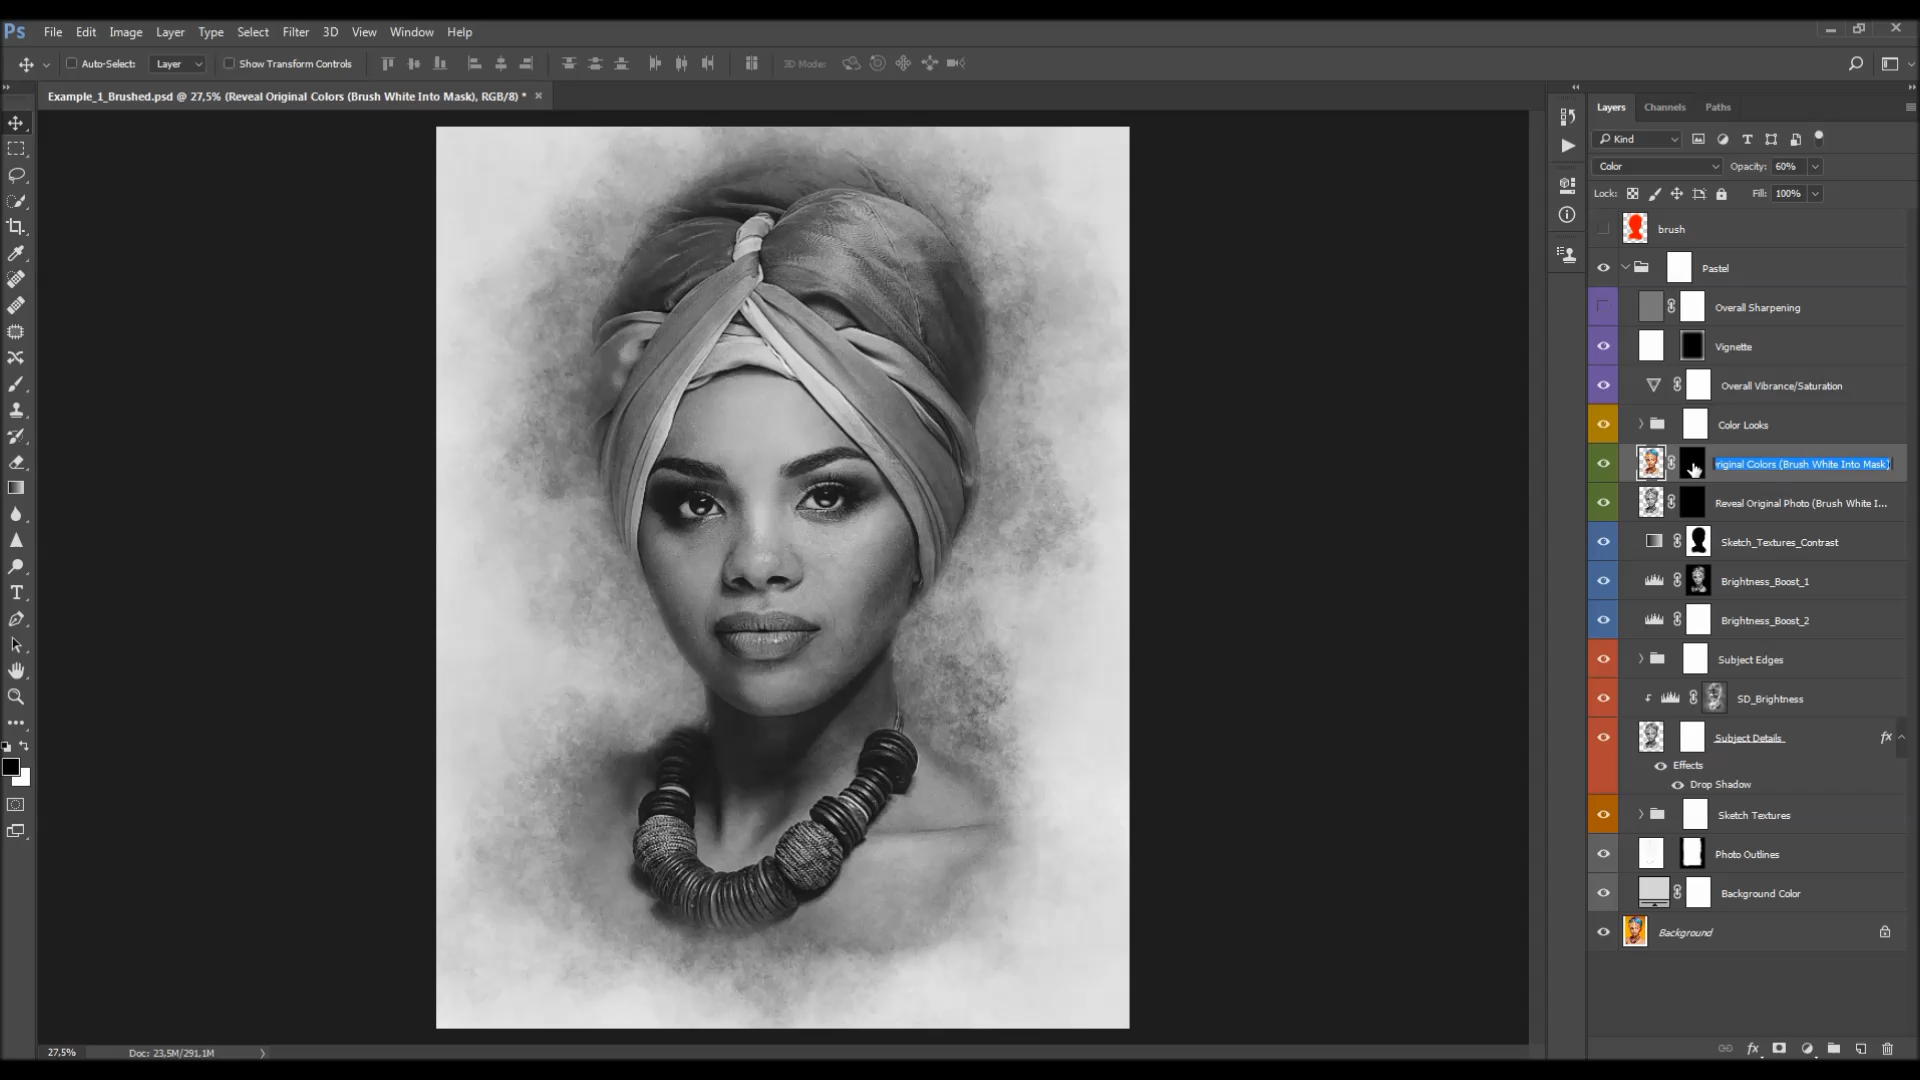 Ps File Edit Image Layer Type Select Filter 3D View Window Help
Auto-Select: Layer Show Transform Controls 3D Mode:
Example_1_Brushed.psd @ 27,5% (Reveal Original Colors (Brush White Into Mask), RGB/8) *
Layers Channels Paths
Kind
Color Opacity: 60%
Lock: Fill: 100%
brush
Pastel
Overall Sharpening
Vignette
Overall Vibrance/Saturation
Color Looks
riginal Colors (Brush White Into Mask)
Reveal Original Photo (Brush White I...
Sketch_Textures_Contrast
Brightness_Boost_1
Brightness_Boost_2
Subject Edges
SD_Brightness
Subject Details fx
Effects
Drop Shadow
Sketch Textures
Photo Outlines
Background Color
Background
27,5% Doc: 23,5M/291,1M
fx